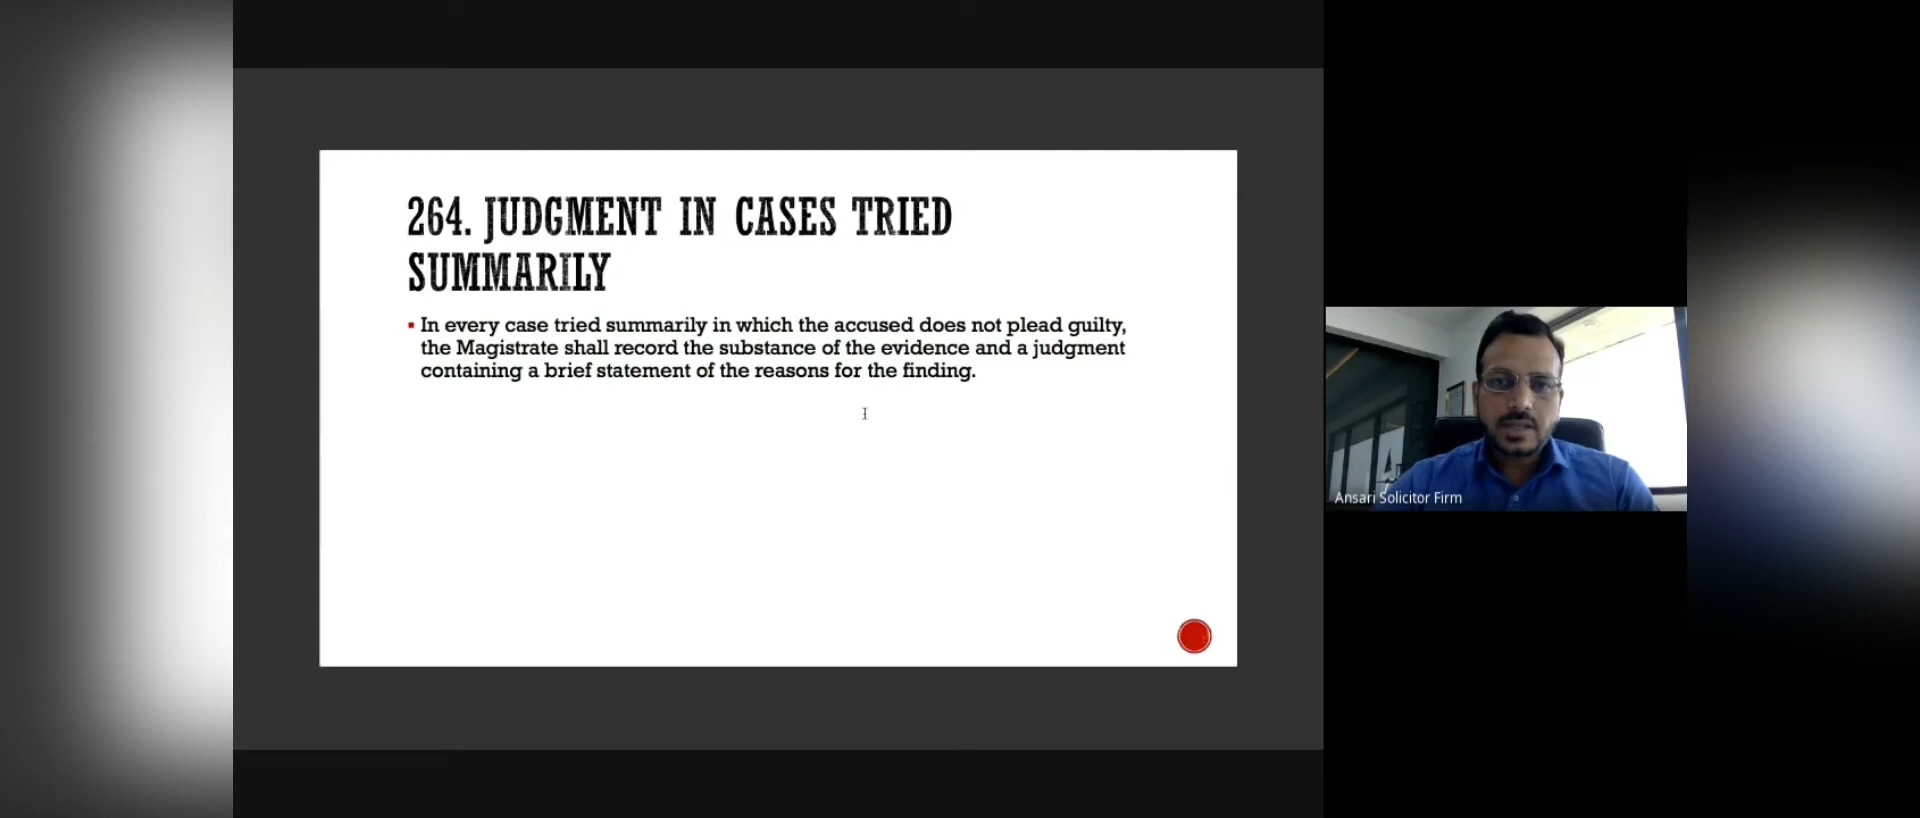 264. JUDGMENT IN CASES TRIED
SUMMARILY
In every case tried summarily in which the accused does not plead guilty,
the Magistrate shall record the substance of the evidence and a judgment
containing a brief statement of the reasons for the finding.
Ansari Solicitor Firm